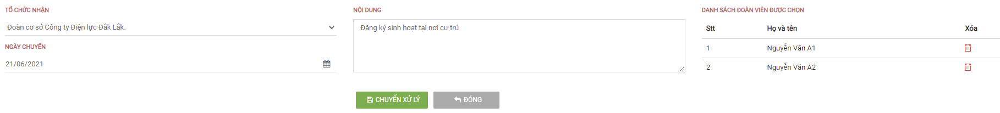 TỔ CHỨC NHẬN
Đoàn cơ sở Công ty Điện lực Đắk Lắk.
NGÀY CHUYỂN
21/06/2021
NỘI DUNG
Đăng ký sinh hoạt tại nơi cư trú
DANH SÁCH ĐOÀN VIÊN ĐƯỢC CHỌN
Stt Họ và tên Xóa
1 Nguyễn Văn A1
2 Nguyễn Văn A2
CHUYỂN XỬ LÝ ĐÓNG